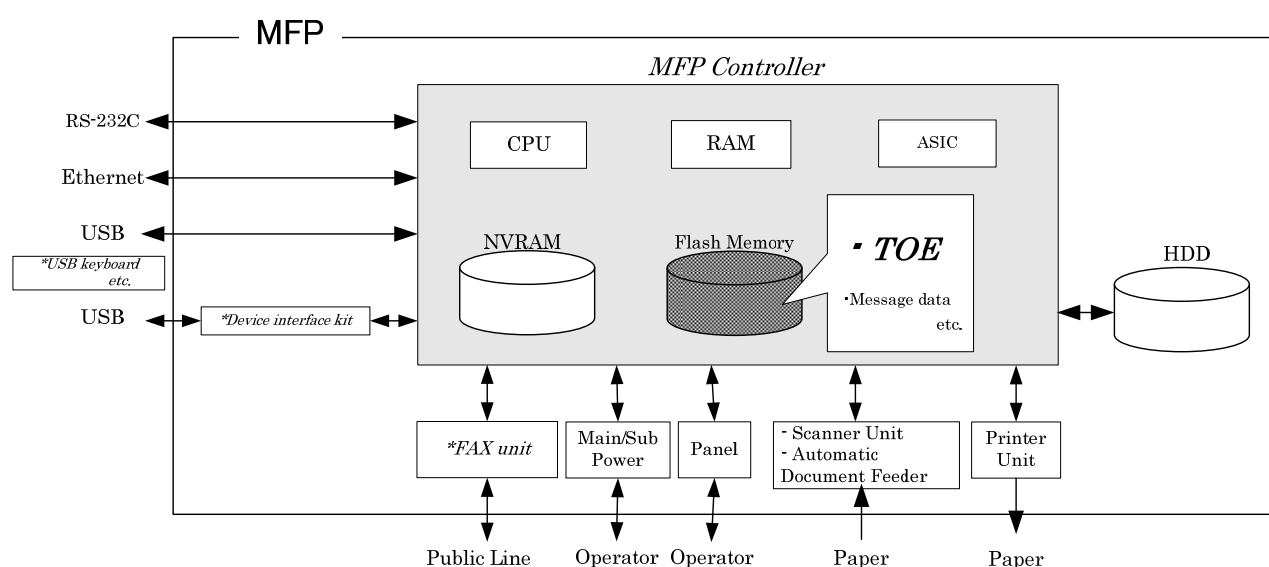 MFP
MFP Controller
RS-232C
CPU
RAM
ASIC
Ethernet
USB
NVRAM
Flash Memory
- TOE
HDD
*USB keyboard
etc.
-Message data
etc.
USB
*Device interface kit
*FAX unit
Main/Sub
Power
Panel
- Scanner Unit
- Automatic
Document Feeder
Printer
Unit
Public Line
Operator
Operator
Paper
Paper